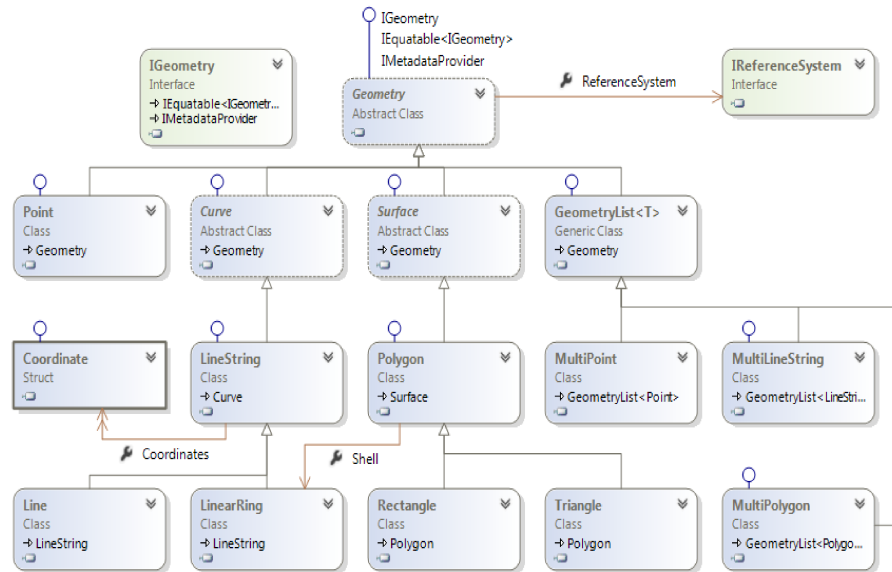 IGeometry
IEquatable<IGeometry>
IMetadataProvider
IGeometry
Interface
IEquatable<IGeometr...
IMetadataProvider
Geometry
Abstract Class
ReferenceSystem
IReferenceSystem
Interface
Point
Class
Geometry
Curve
Abstract Class
Geometry
Surface
Abstract Class
Geometry
GeometryList<T>
Generic Class
Geometry
Coordinate
Struct
LineString
Class
Curve
Polygon
Class
Surface
MultiPoint
Class
GeometryList<Point>
MultiLineString
Class
GeometryList<LineStri...
Coordinates
Shell
Line
Class
LineString
LinearRing
Class
LineString
Rectangle
Class
Polygon
Triangle
Class
Polygon
MultiPolygon
Class
GeometryList<Polygo...